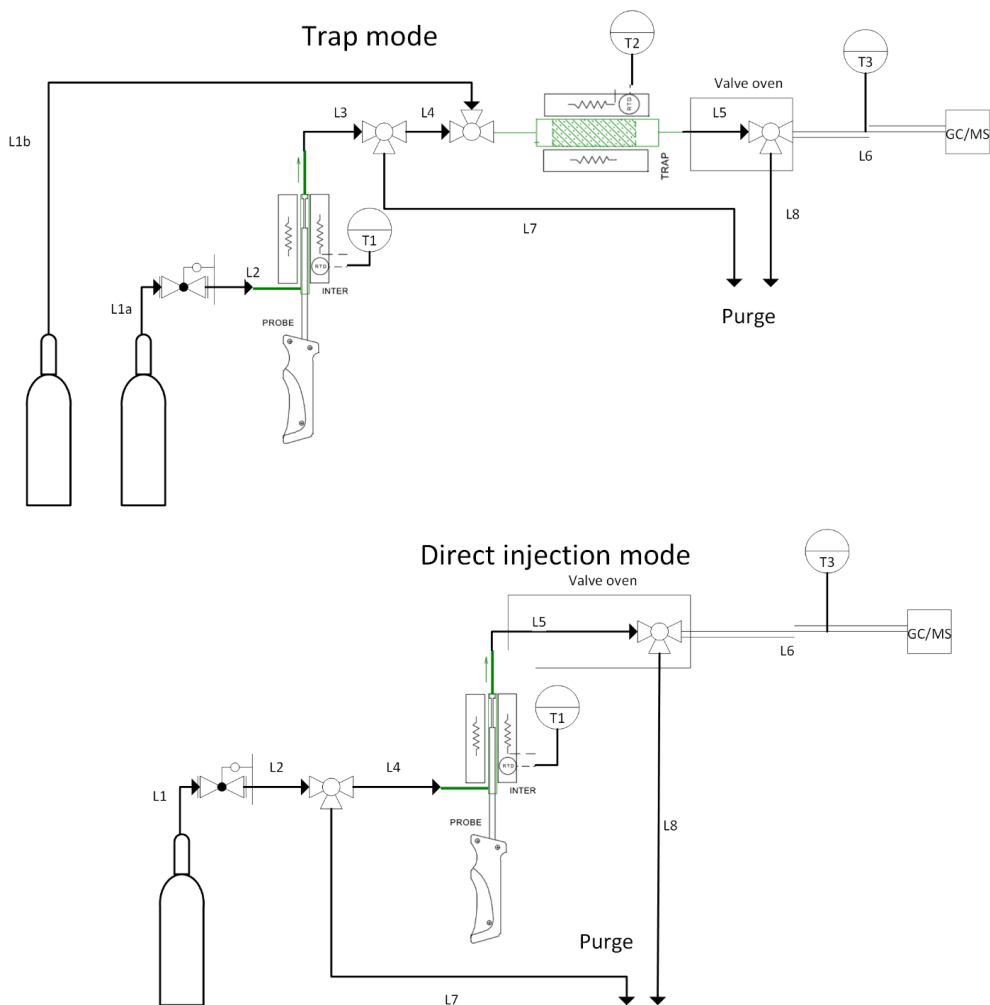 Trap mode
T2
T3
Valve oven
L1b
L3
L4
RTD
L5
GC/MS
L6
TRAP
L7
L8
T1
L2
RTD
L1a
INTER
PROBE
Purge
Direct injection mode
T3
Valve oven
L5
GC/MS
L6
T1
L2
L4
RTD
L1
INTER
PROBE
L8
Purge
L7